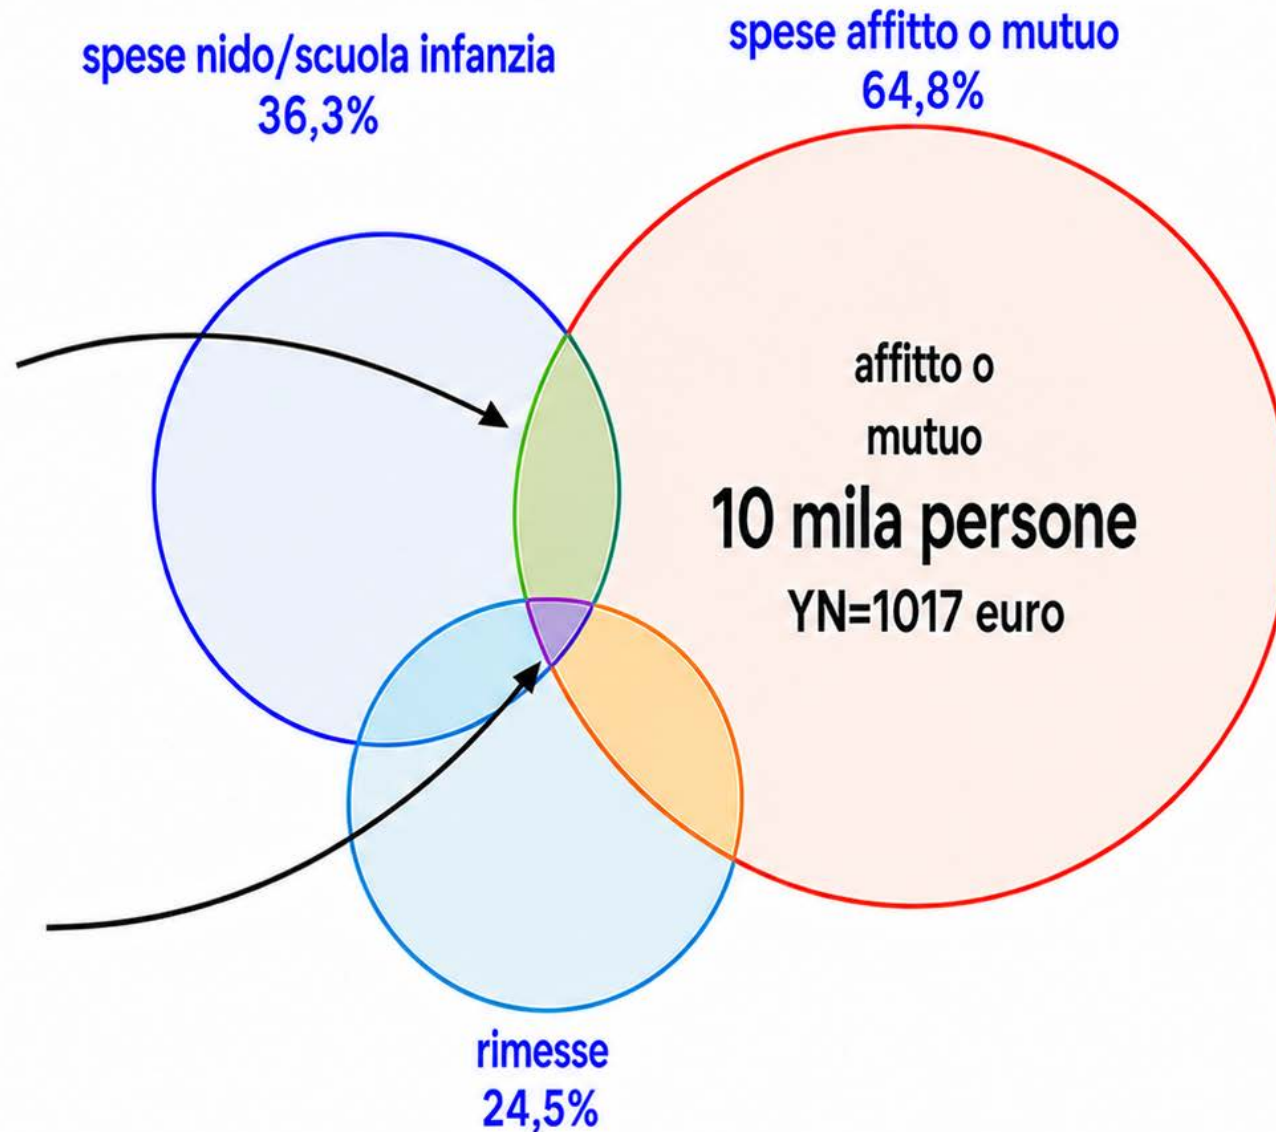 spese nido/scuola infanzia
36,3%
spese affitto o mutuo
64,8%
affitto o
mutuo
10 mila persone
YN=1017 euro
rimesse
24,5%